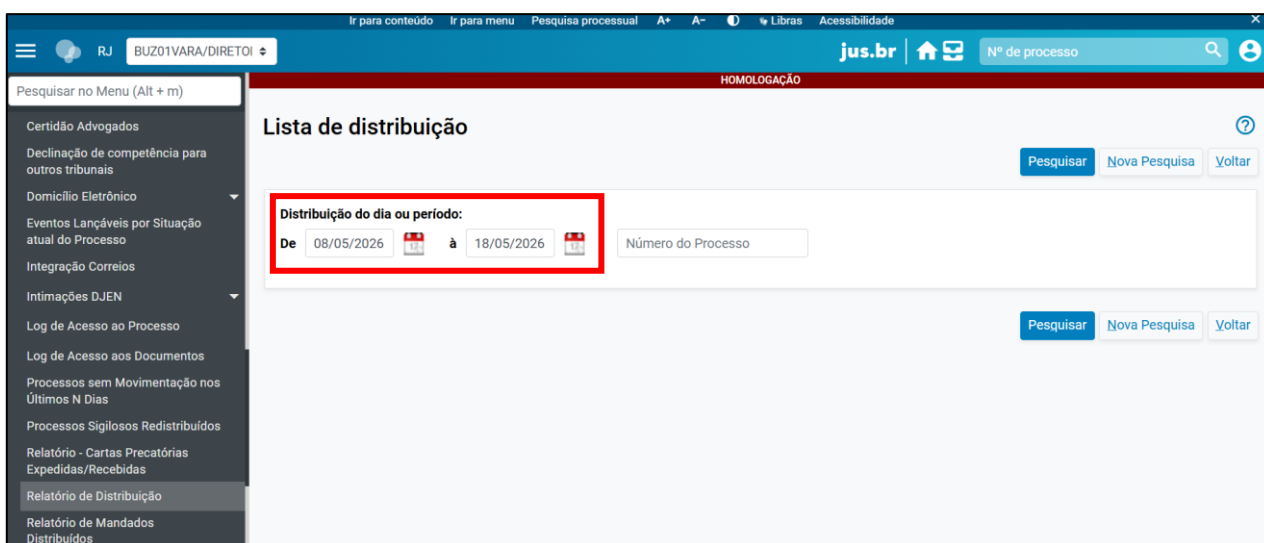 Ir para conteúdo Ir para menu Pesquisa processual A+ A- Libras Acessibilidade ×
RJ BUZ01VARA/DIRETOI jus.br Nº de processo
HOMOLOGAÇÃO
Pesquisar no Menu (Alt + m)
Certidão Advogados
Declinação de competência para
outros tribunais
Domicílio Eletrônico
Eventos Lançáveis por Situação
atual do Processo
Integração Correios
Intimações DJEN
Log de Acesso ao Processo
Log de Acesso aos Documentos
Processos sem Movimentação nos
Últimos N Dias
Processos Sigilosos Redistribuídos
Relatório - Cartas Precatórias
Expedidas/Recebidas
Relatório de Distribuição
Relatório de Mandados
Distribuídos
Lista de distribuição
Pesquisar Nova Pesquisa Voltar
Distribuição do dia ou período:
De 08/05/2026 à 18/05/2026 Número do Processo
Pesquisar Nova Pesquisa Voltar